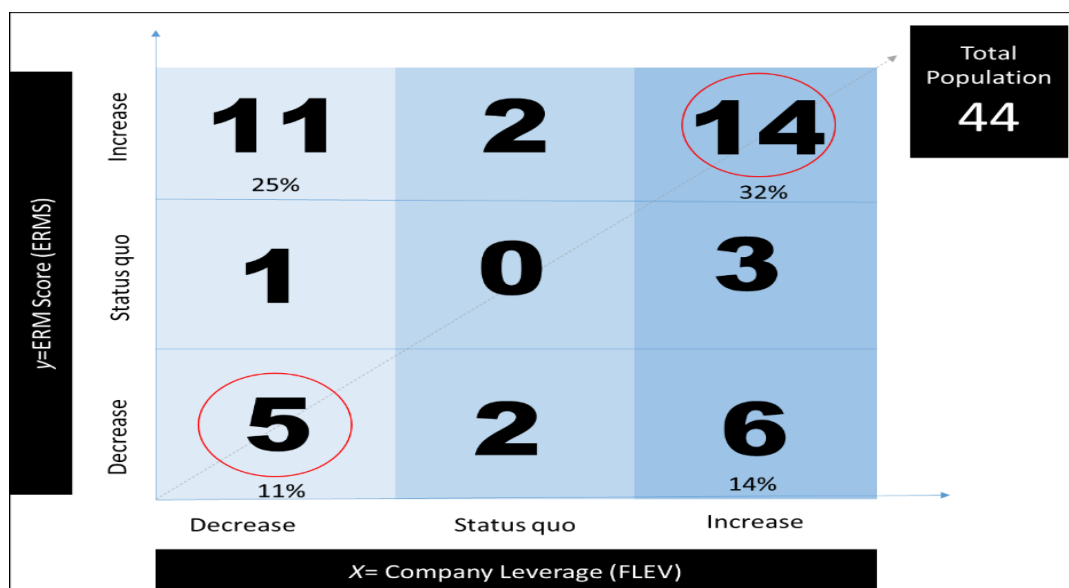 Total
Population
44
y=ERM Score (ERMS)
Increase
11
2
14
25%
32%
Status quo
1
0
3
Decrease
5
2
6
11%
14%
Decrease
Status quo
Increase
X= Company Leverage (FLEV)